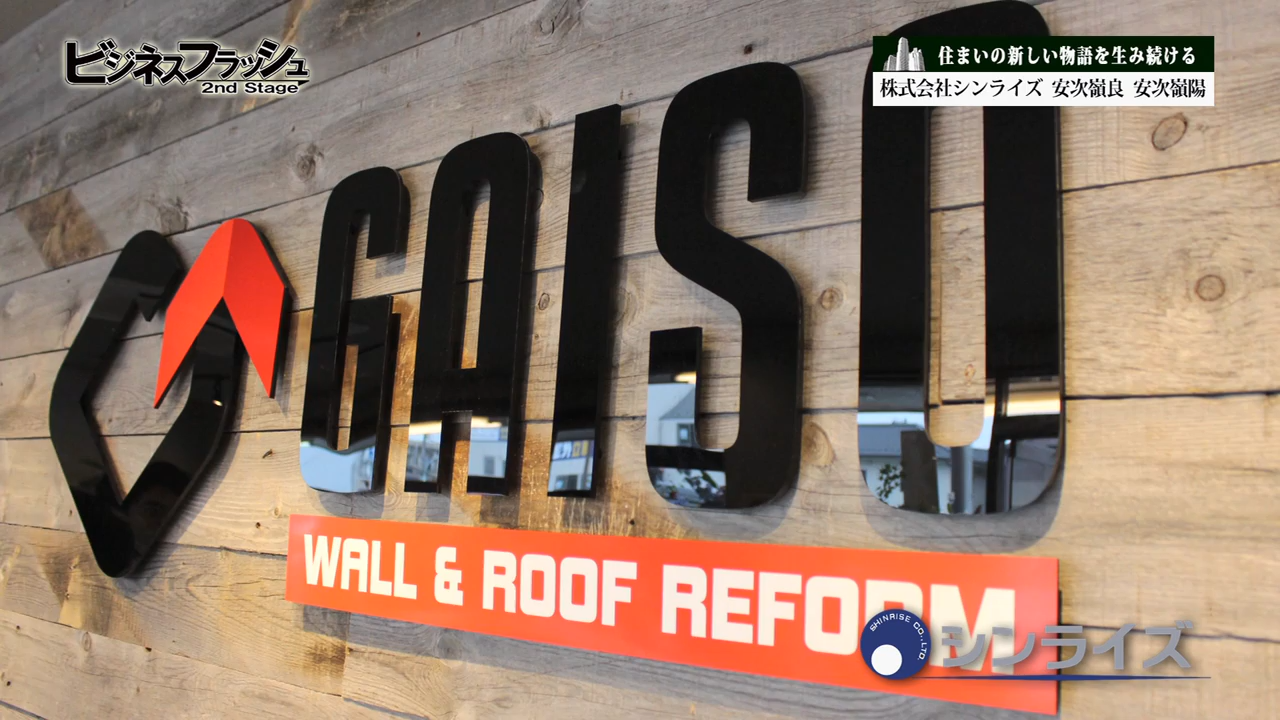 ビジネスフラッシュ
2nd Stage
住まいの新しい物語を生み続ける
株式会社シンライズ 安次嶺良 安次嶺陽
GAISO
WALL & ROOF REFORM
SHINRISE CO.,LTD.
シンライズ